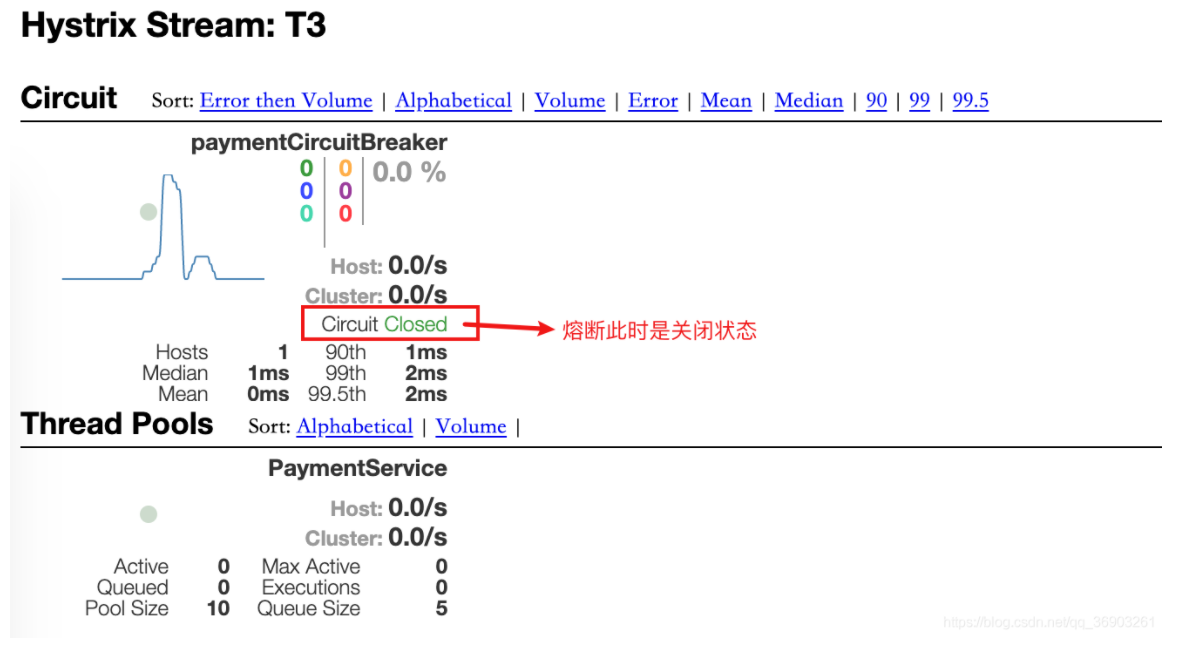 Hystrix Stream: T3
Circuit Sort: Error then Volume | Alphabetical | Volume | Error | Mean | Median | 90 | 99 | 99.5
paymentCircuitBreaker
0 0 0.0 %
0 0
0 0
Host: 0.0/s
Cluster: 0.0/s
Circuit Closed 熔断此时是关闭状态
Hosts 1 90th 1ms
Median 1ms 99th 2ms
Mean 0ms 99.5th 2ms
Thread Pools Sort: Alphabetical | Volume |
PaymentService
Host: 0.0/s
Cluster: 0.0/s
Active 0 Max Active 0
Queued 0 Executions 0
Pool Size 10 Queue Size 5
https://blog.csdn.net/qq_36903261